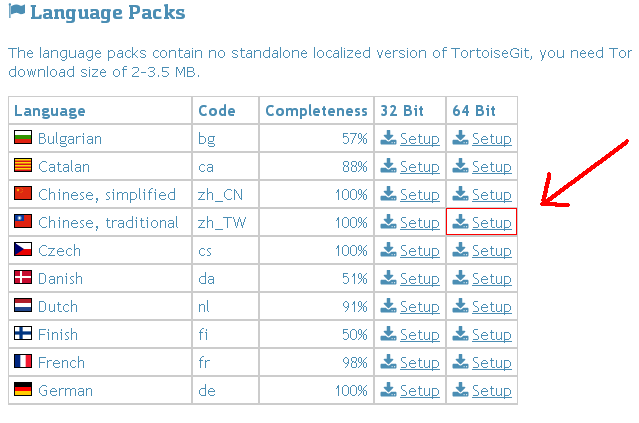 Language Packs
The language packs contain no standalone localized version of TortoiseGit, you need Tor
download size of 2-3.5 MB.
Language Code Completeness 32 Bit 64 Bit
Bulgarian bg 57% Setup Setup
Catalan ca 88% Setup Setup
Chinese, simplified zh_CN 100% Setup Setup
Chinese, traditional zh_TW 100% Setup Setup
Czech cs 100% Setup Setup
Danish da 51% Setup Setup
Dutch nl 91% Setup Setup
Finish fi 50% Setup Setup
French fr 98% Setup Setup
German de 100% Setup Setup